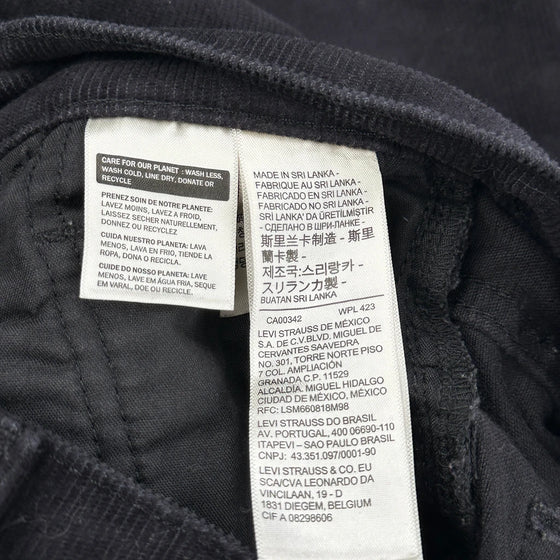 CARE FOR OUR PLANET : WASH LESS,
WASH COLD, LINE DRY, DONATE OR
RECYCLE
PRENEZ SOIN DE NOTRE PLANETE:
LAVEZ MOINS, LAVEZ A FROID,
LAISSEZ SECHER NATURELLEMENT,
DONNEZ OU RECYCLEZ.
CUIDA NUESTRO PLANETA: LAVA
MENOS, LAVA EN FRIO, TIENDE LA
ROPA, DONA O RECICLA.
CUIDE DO NOSSO PLANETA: LAVE
MENOS, LAVE EM ÁGUA FRIA, SEQUE
EM VARAL, DOE OU RECICLE.
MADE IN SRI LANKA -
FABRIQUE AU SRI LANKA -
FABRICADO EN SRI LANKA -
FABRICADO NO SRI LANKA -
SRİ LANKA'DA ÜRETİLMİŞTİR
- СДЕЛАНО В ШРИ-ЛАНКЕ -
斯里兰卡制造 - 斯里
蘭卡製 -
제조국:스리랑카 -
スリランカ製 -
BUATAN SRI LANKA
CA00342 WPL 423
LEVI STRAUSS DE MÉXICO
S.A. DE C.V.BLVD. MIGUEL DE
CERVANTES SAAVEDRA
NO. 301, TORRE NORTE PISO
7 COL. AMPLIACIÓN
GRANADA C.P. 11529
ALCALDÍA. MIGUEL HIDALGO
CIUDAD DE MÉXICO, MÉXICO
RFC: LSM660818M98
LEVI STRAUSS DO BRASIL
AV. PORTUGAL, 400 06690-110
ITAPEVI – SAO PAULO BRASIL
CNPJ: 43.351.097/0001-90
LEVI STRAUSS & CO. EU
SCA/CVA LEONARDO DA
VINCILAAN, 19 - D
1831 DIEGEM, BELGIUM
CIF A 08298606